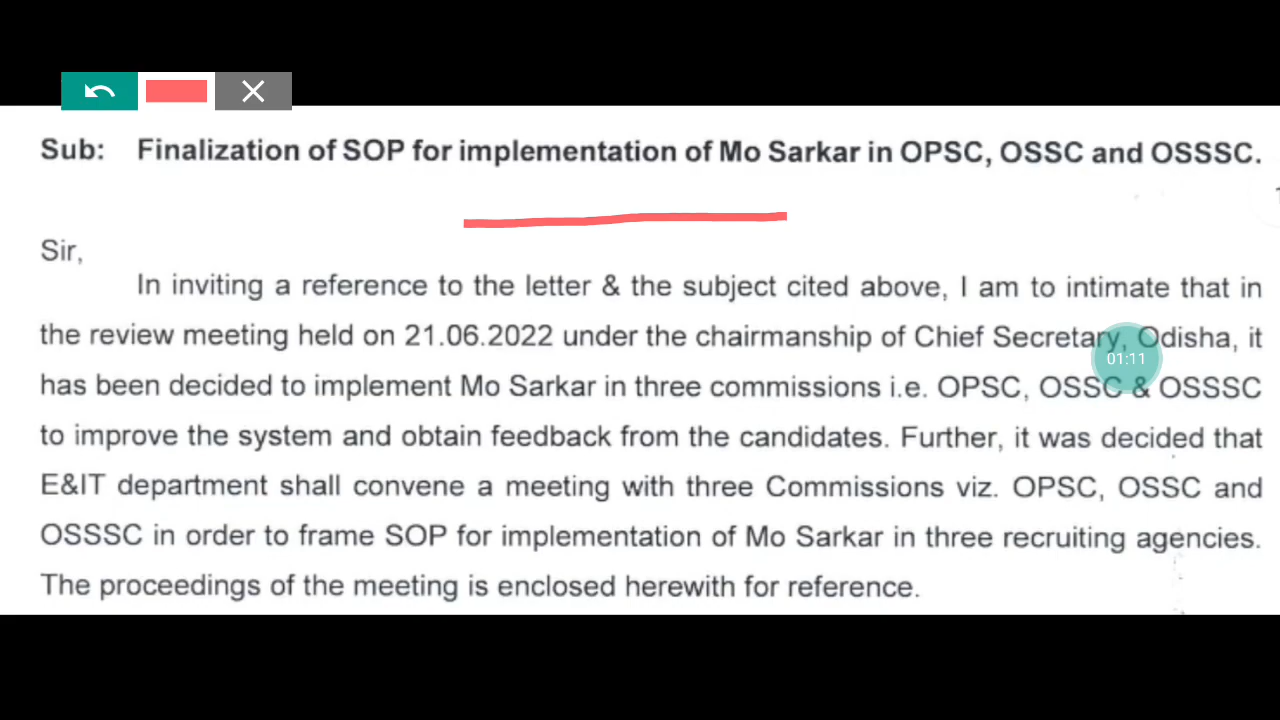 Sub: Finalization of SOP for implementation of Mo Sarkar in OPSC, OSSC and OSSSC.
Sir,
In inviting a reference to the letter & the subject cited above, I am to intimate that in
the review meeting held on 21.06.2022 under the chairmanship of Chief Secretary, Odisha, it
01:11
has been decided to implement Mo Sarkar in three commissions i.e. OPSC, OSSC & OSSSC
to improve the system and obtain feedback from the candidates. Further, it was decided that
E&IT department shall convene a meeting with three Commissions viz. OPSC, OSSC and
OSSSC in order to frame SOP for implementation of Mo Sarkar in three recruiting agencies.
The proceedings of the meeting is enclosed herewith for reference.